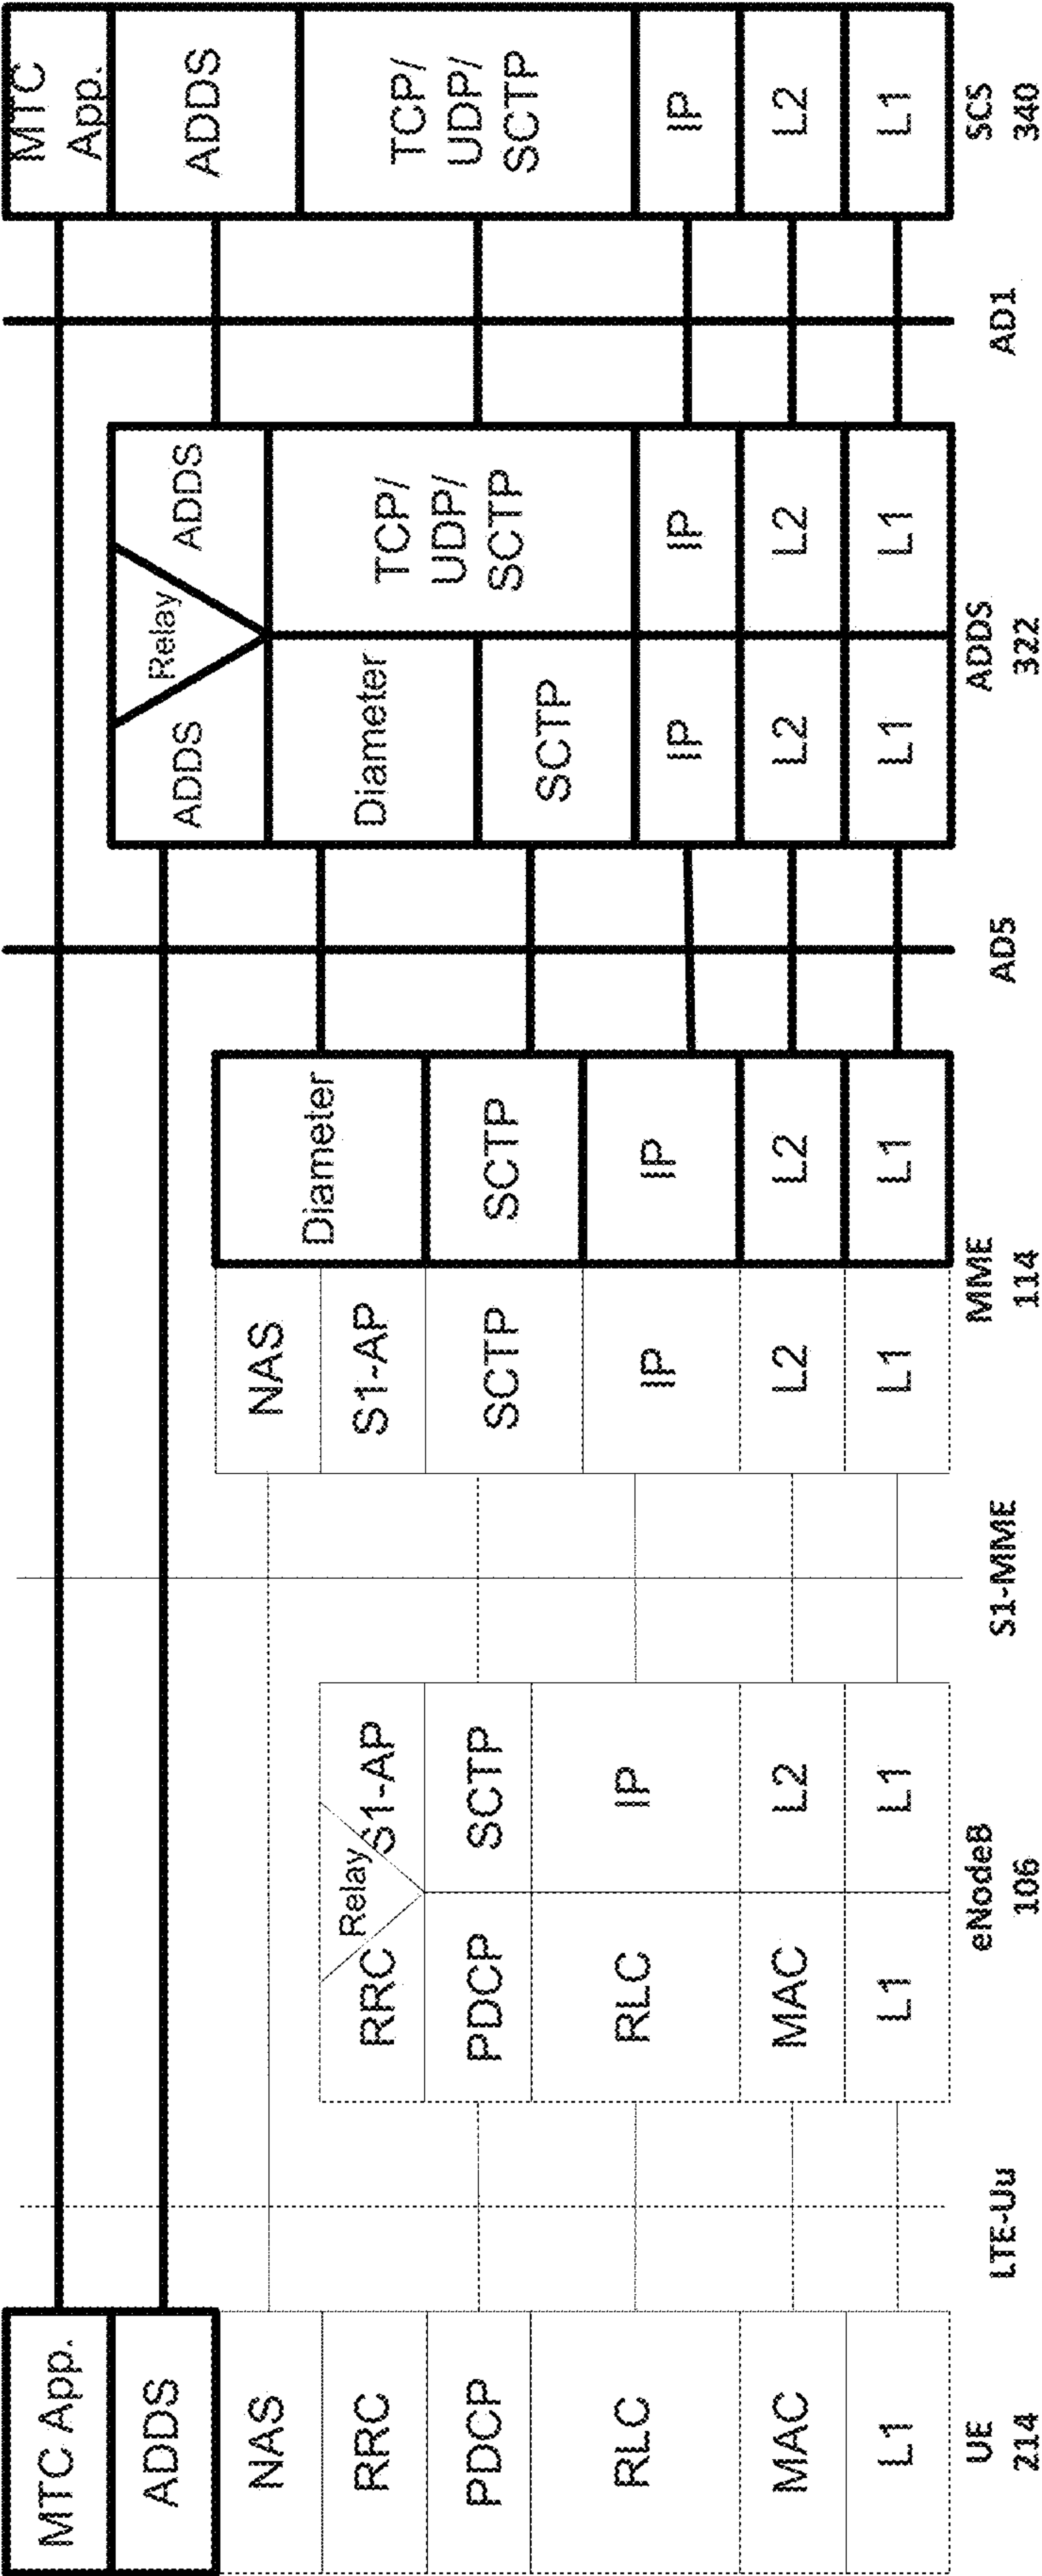 MTC App.
ADDS
NAS
RRC
PDCP
RLC
MAC
L1
UE
214
LTE-Uu
RRC
Relay
S1-AP
PDCP
SCTP
RLC
IP
MAC
L2
L1
L1
eNodeB
106
S1-MME
NAS
S1-AP
SCTP
IP
L2
L1
Diameter
SCTP
IP
L2
L1
MME
114
AD5
ADDS
Relay
ADDS
Diameter
SCTP
TCP/
UDP/
SCTP
IP
IP
L2
L2
L1
L1
ADDS
322
AD1
MTC
App.
ADDS
TCP/
UDP/
SCTP
IP
L2
L1
SCS
340